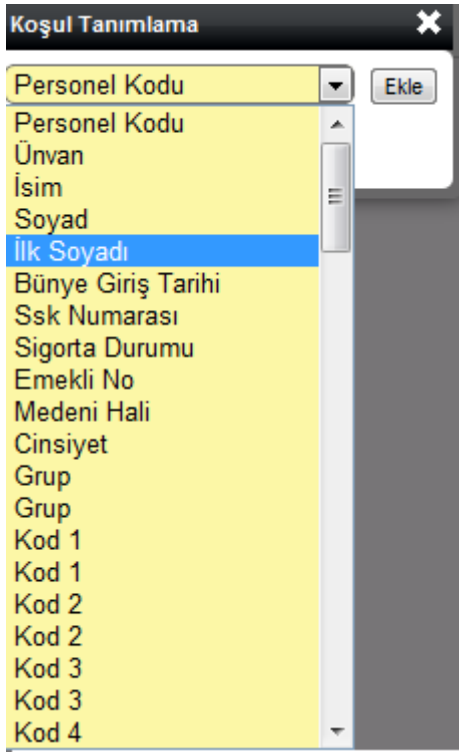 Koşul Tanımlama
Personel Kodu
Ekle
Personel Kodu
Ünvan
İsim
Soyad
İlk Soyadı
Bünye Giriş Tarihi
Ssk Numarası
Sigorta Durumu
Emekli No
Medeni Hali
Cinsiyet
Grup
Grup
Kod 1
Kod 1
Kod 2
Kod 2
Kod 3
Kod 3
Kod 4